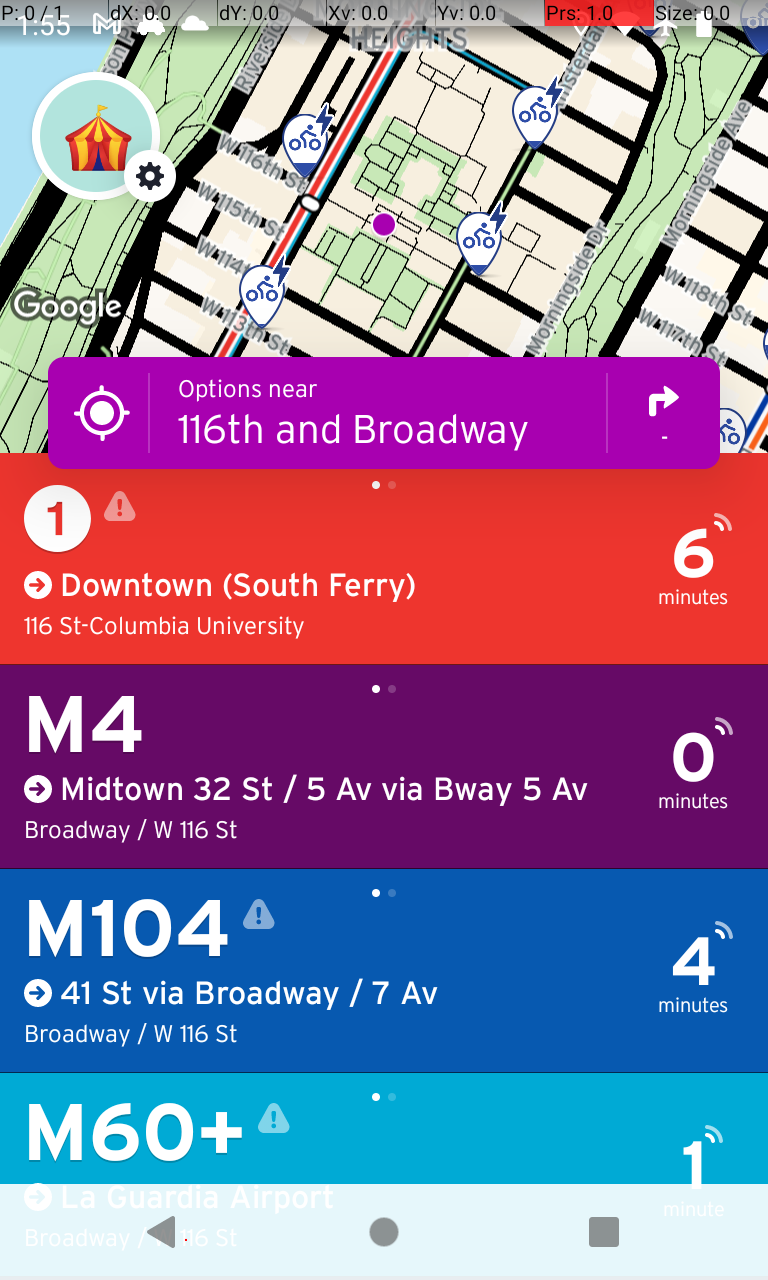 P: 0 / 1 dX: 0.0 dY: 0.0 Xv: 0.0 Yv: 0.0 Prs: 1.0 Size: 0.0
1:55
HEIGHTS
W 116th St
W 115th St
W 114th
W 113th St
Morningside Dr
Morningside Ave
W 118th St
W 117th St
Google
Options near
116th and Broadway
-
1
Downtown (South Ferry)
116 St-Columbia University
6
minutes
M4
Midtown 32 St / 5 Av via Bway 5 Av
Broadway / W 116 St
0
minutes
M104
41 St via Broadway / 7 Av
Broadway / W 116 St
4
minutes
M60+
La Guardia Airport
Broadway / W 116 St
1
minute